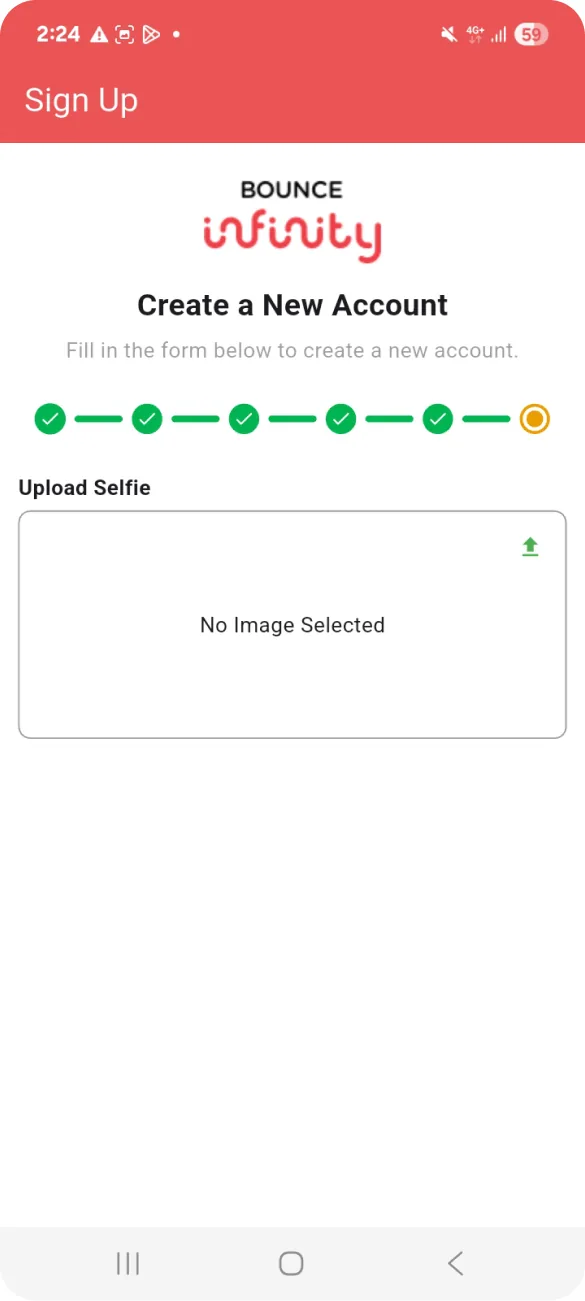 2:24
4G+
59
Sign Up
BOUNCE
infinity
Create a New Account
Fill in the form below to create a new account.
Upload Selfie
No Image Selected